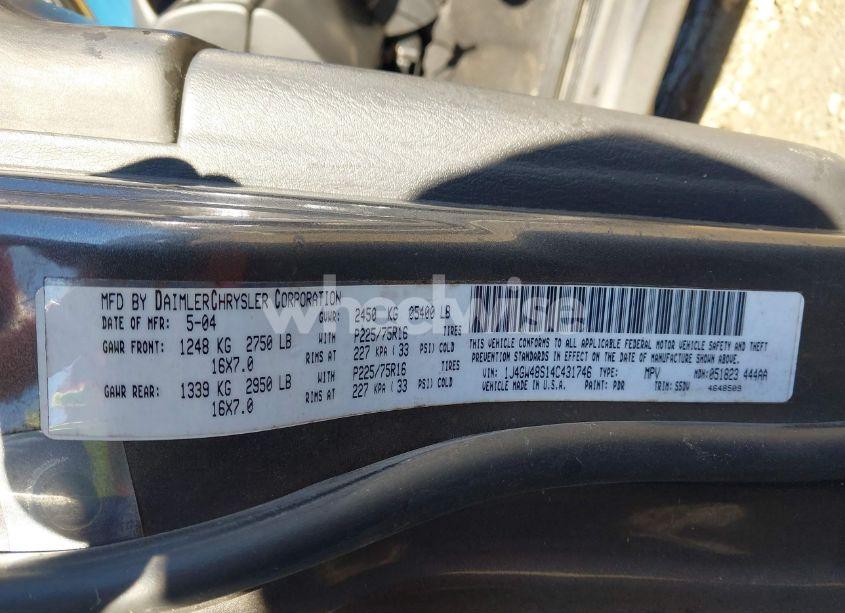 MFD BY DAIMLERCHRYSLER CORPORATION
DATE OF MFR: 5-04 GVWR: 2450 KG 05400 LB
GAWR FRONT: 1248 KG 2750 LB WITH P225/75R16 TIRES
16X7.0 RIMS AT 227 KPA ( 33 PSI) COLD
GAWR REAR: 1339 KG 2950 LB WITH P225/75R16 TIRES
16X7.0 RIMS AT 227 KPA ( 33 PSI) COLD
THIS VEHICLE CONFORMS TO ALL APPLICABLE FEDERAL MOTOR VEHICLE SAFETY AND THEFT
PREVENTION STANDARDS IN EFFECT ON THE DATE OF MANUFACTURE SHOWN ABOVE.
VIN: 1J4GW48S14C431746 TYPE: MPV MDH: 051823 444AA
VEHICLE MADE IN U.S.A. PAINT: PDR TRIM: S5DV 4648509
wheelwise